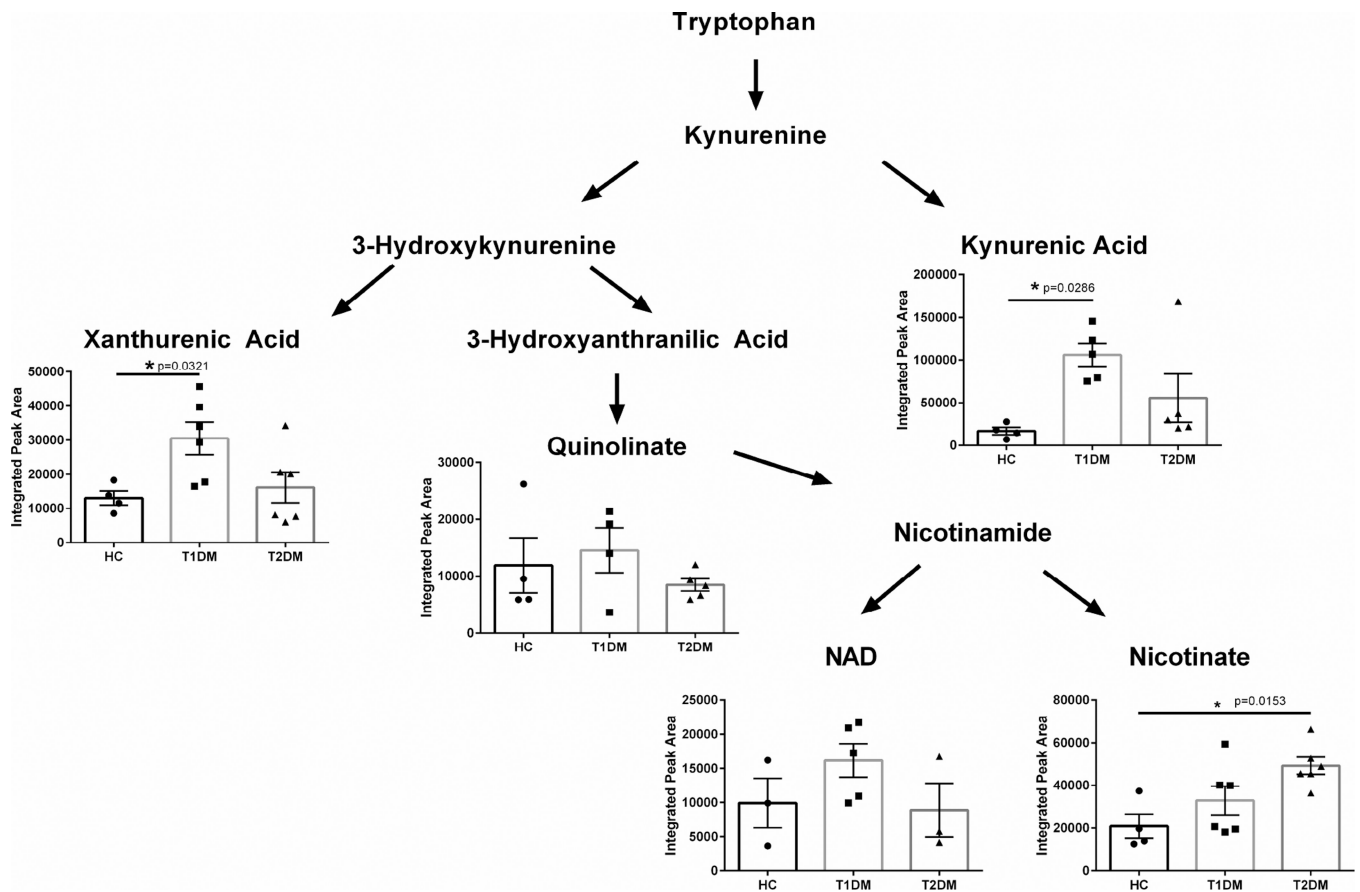 Tryptophan
Kynurenine
3-Hydroxykynurenine
Kynurenic Acid
Integrated Peak Area
200000
150000
100000
50000
0
* p=0.0286
HC T1DM T2DM
Xanthurenic Acid
Integrated Peak Area
50000
40000
30000
20000
10000
0
* p=0.0321
HC T1DM T2DM
3-Hydroxyanthranilic Acid
Quinolinate
Integrated Peak Area
30000
20000
10000
0
HC T1DM T2DM
Nicotinamide
NAD
Integrated Peak Area
25000
20000
15000
10000
5000
0
HC T1DM T2DM
Nicotinate
Integrated Peak Area
80000
60000
40000
20000
0
* p=0.0153
HC T1DM T2DM